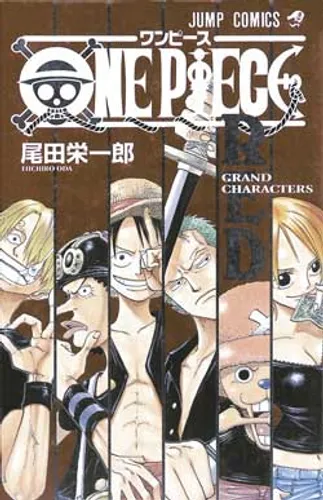 JUMP COMICS
ワンピース
ONE PIECE
尾田栄一郎
EIICHIRO ODA
RED
GRAND
CHARACTERS